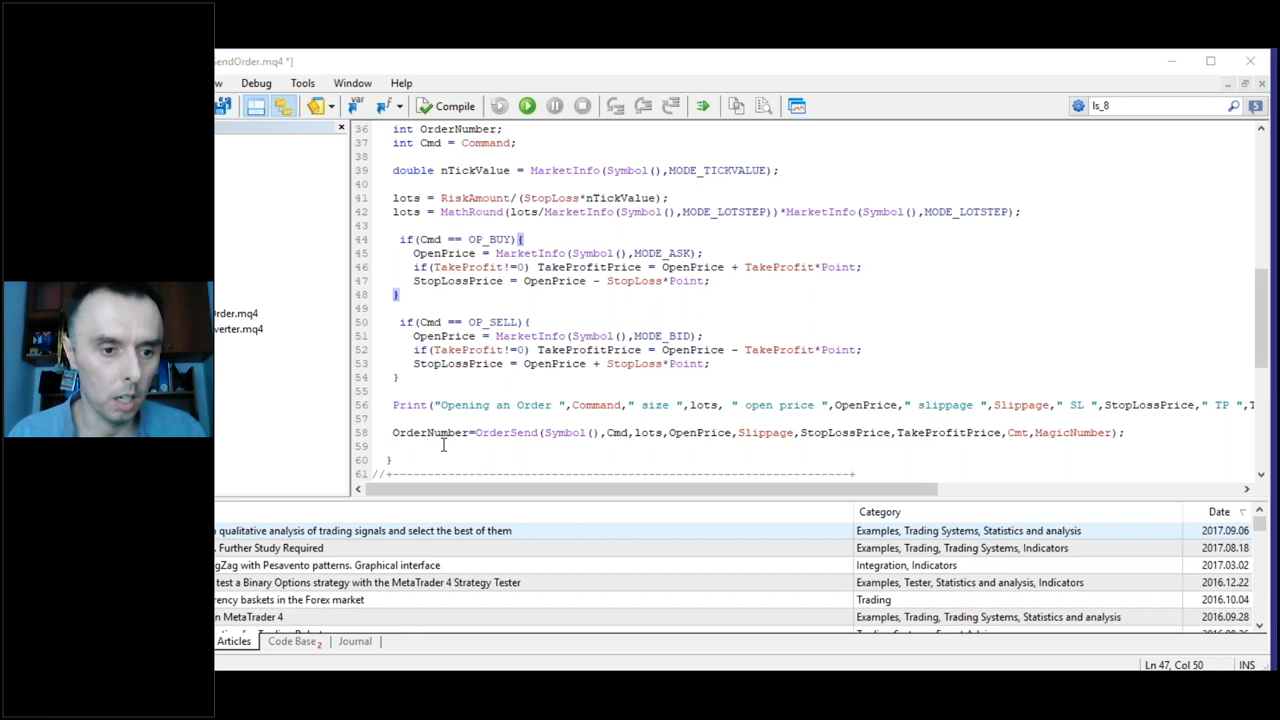 endOrder.mq4 *]
w Debug Tools Window Help
var
Compile
ls_8
5
36 int OrderNumber;
37 int Cmd = Command;
38
39 double nTickValue = MarketInfo(Symbol(),MODE_TICKVALUE);
40
41 lots = RiskAmount/(StopLoss*nTickValue);
42 lots = MathRound(lots/MarketInfo(Symbol(),MODE_LOTSTEP))*MarketInfo(Symbol(),MODE_LOTSTEP);
43
44 if(Cmd == OP_BUY){
45 OpenPrice = MarketInfo(Symbol(),MODE_ASK);
46 if(TakeProfit!=0) TakeProfitPrice = OpenPrice + TakeProfit*Point;
47 StopLossPrice = OpenPrice - StopLoss*Point;
48 }
49
50 if(Cmd == OP_SELL){
51 OpenPrice = MarketInfo(Symbol(),MODE_BID);
52 if(TakeProfit!=0) TakeProfitPrice = OpenPrice - TakeProfit*Point;
53 StopLossPrice = OpenPrice + StopLoss*Point;
54 }
55
56 Print("Opening an Order ",Command," size ",lots, " open price ",OpenPrice," slippage ",Slippage," SL ",StopLossPrice," TP ",T
57
58 OrderNumber=OrderSend(Symbol(),Cmd,lots,OpenPrice,Slippage,StopLossPrice,TakeProfitPrice,Cmt,MagicNumber);
59
60 }
61 //+------------------------------------------------------------------+
rder.mq4
verter.mq4
Category Date
qualitative analysis of trading signals and select the best of them Examples, Trading Systems, Statistics and analysis 2017.09.06
. Further Study Required Examples, Trading, Trading Systems, Indicators 2017.08.18
gZag with Pesavento patterns. Graphical interface Integration, Indicators 2017.03.02
test a Binary Options strategy with the MetaTrader 4 Strategy Tester Examples, Tester, Statistics and analysis, Indicators 2016.12.22
rency baskets in the Forex market Trading 2016.10.04
n MetaTrader 4 Examples, Trading, Trading Systems, Statistics and analysis 2016.09.28
Articles Code Base 2 Journal
Ln 47, Col 50 INS